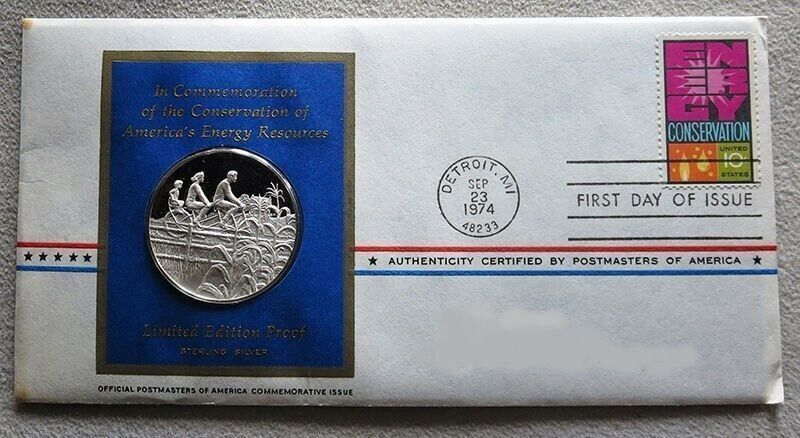 In Commemoration
of the Conservation of
America's Energy Resources
Limited Edition Proof
STERLING SILVER
OFFICIAL POSTMASTERS OF AMERICA COMMEMORATIVE ISSUE
DETROIT, MI
SEP
23
1974
48233
ENERGY
CONSERVATION
UNITED
10
STATES
FIRST DAY OF ISSUE
★★★★★
★ AUTHENTICITY CERTIFIED BY POSTMASTERS OF AMERICA ★